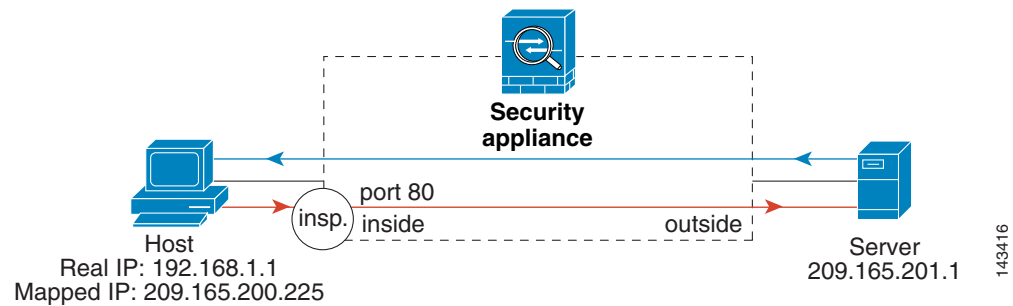 Security
appliance
port 80
insp.
inside
outside
Host
Real IP: 192.168.1.1
Mapped IP: 209.165.200.225
Server
209.165.201.1
143416